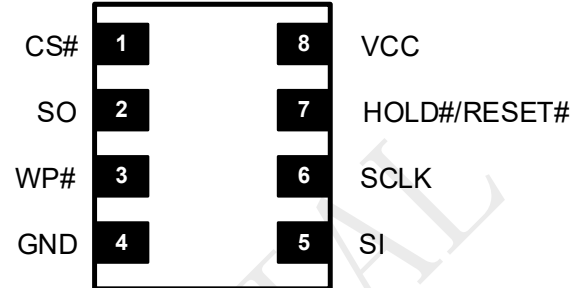 CS# 1 8 VCC
SO 2 7 HOLD#/RESET#
WP# 3 6 SCLK
GND 4 5 SI